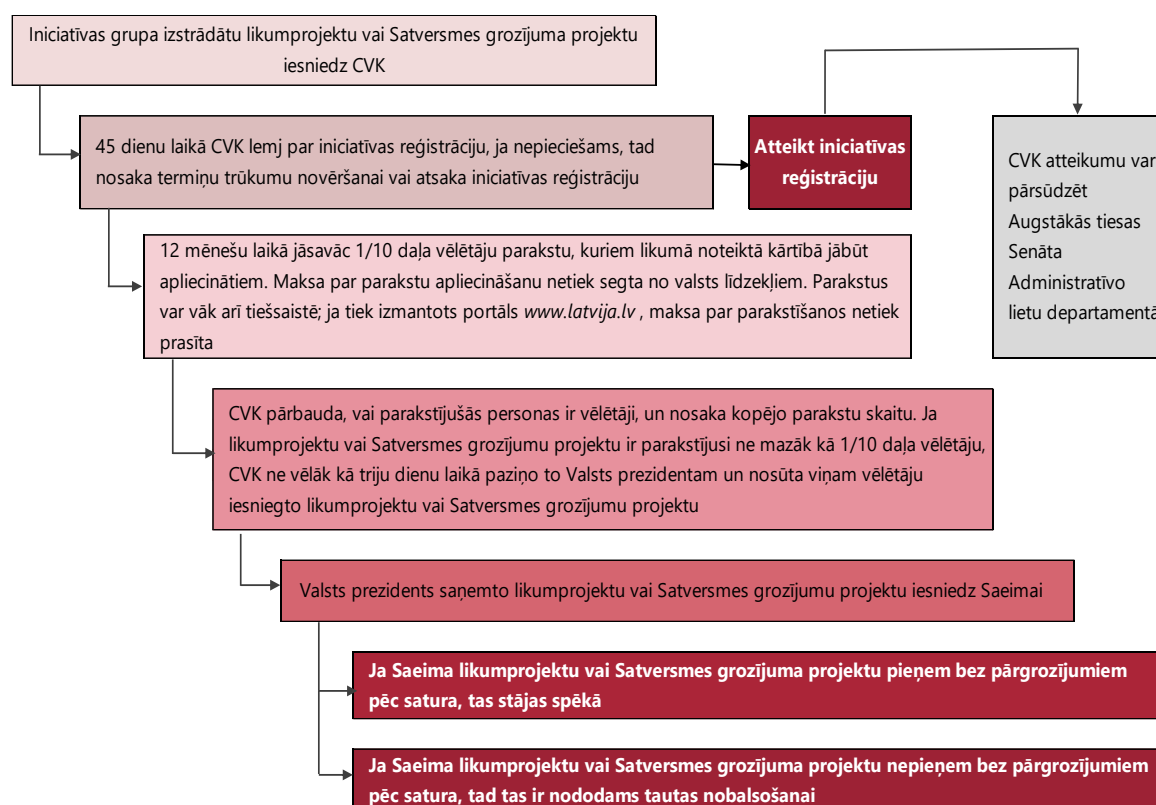 Iniciatīvas grupa izstrādātu likumprojektu vai Satversmes grozījuma projektu
iesniedz CVK
45 dienu laikā CVK lemj par iniciatīvas reģistrāciju, ja nepieciešams, tad
nosaka termiņu trūkumu novēršanai vai atsaka iniciatīvas reģistrāciju
Atteikt iniciatīvas
reģistrāciju
CVK atteikumu var
pārsūdzēt
Augstākās tiesas
Senāta
Administratīvo
lietu departamentā
12 mēnešu laikā jāsavāc 1/10 daļa vēlētāju parakstu, kuriem likumā noteiktā kārtībā jābūt
apliecinātiem. Maksa par parakstu apliecināšanu netiek segta no valsts līdzekļiem. Parakstus
var vāk arī tiešsaistē; ja tiek izmantots portāls www.latvija.lv , maksa par parakstīšanos netiek
prasīta
CVK pārbauda, vai parakstījušās personas ir vēlētāji, un nosaka kopējo parakstu skaitu. Ja
likumprojektu vai Satversmes grozījumu projektu ir parakstījusi ne mazāk kā 1/10 daļa vēlētāju,
CVK ne vēlāk kā triju dienu laikā paziņo to Valsts prezidentam un nosūta viņam vēlētāju
iesniegto likumprojektu vai Satversmes grozījumu projektu
Valsts prezidents saņemto likumprojektu vai Satversmes grozījumu projektu iesniedz Saeimai
Ja Saeima likumprojektu vai Satversmes grozījuma projektu pieņem bez pārgrozījumiem
pēc satura, tas stājas spēkā
Ja Saeima likumprojektu vai Satversmes grozījuma projektu nepieņem bez pārgrozījumiem
pēc satura, tad tas ir nododams tautas nobalsošanai